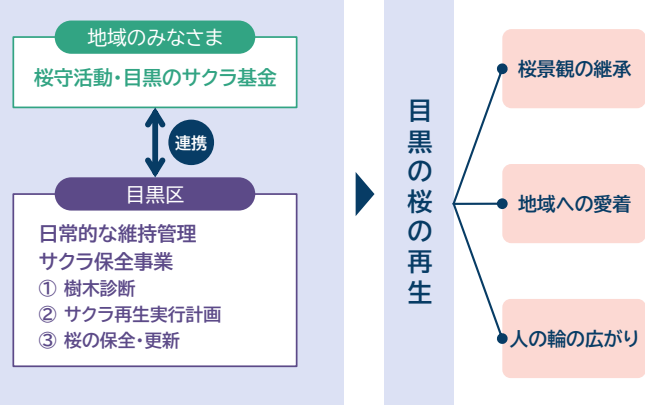 地域のみなさま
桜守活動・目黒のサクラ基金
連携
目黒区
日常的な維持管理
サクラ保全事業
① 樹木診断
② サクラ再生実行計画
③ 桜の保全・更新
目黒の桜の再生
桜景観の継承
地域への愛着
人の輪の広がり